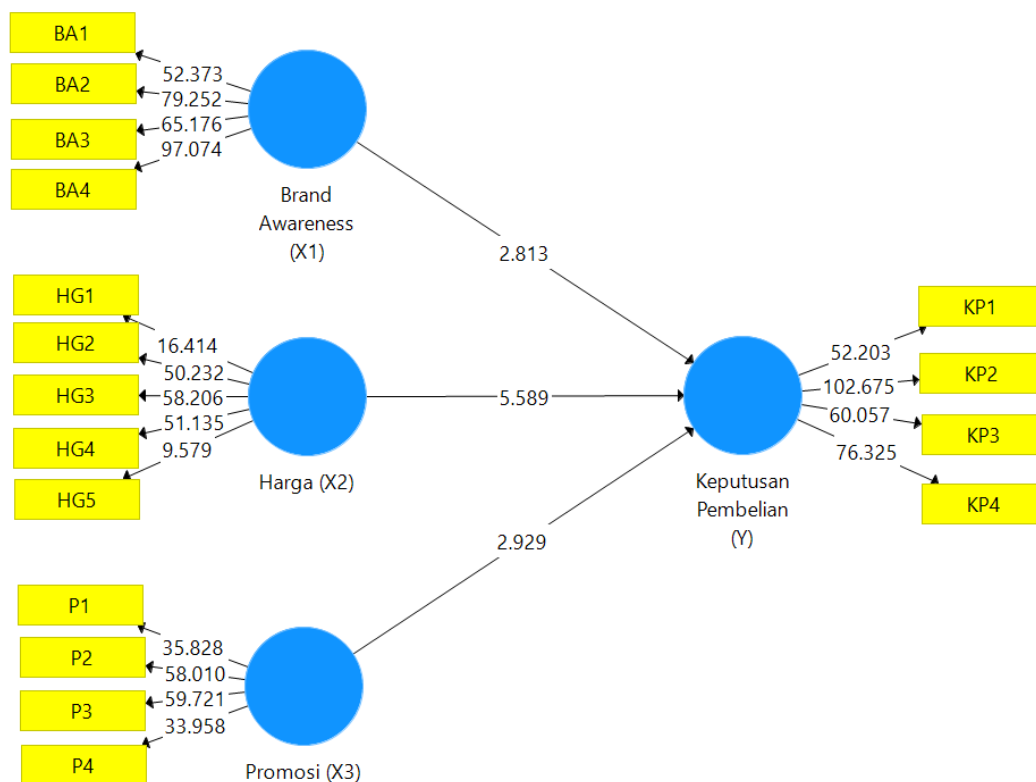 BA1
52.373
BA2
79.252
BA3
65.176
97.074
BA4
Brand
Awareness
(X1)
2.813
HG1
16.414
HG2
50.232
HG3
58.206
HG4
51.135
9.579
HG5
Harga (X2)
5.589
KP1
52.203
KP2
102.675
60.057
KP3
76.325
KP4
Keputusan
Pembelian
(Y)
2.929
P1
35.828
P2
58.010
59.721
P3
33.958
P4
Promosi (X3)